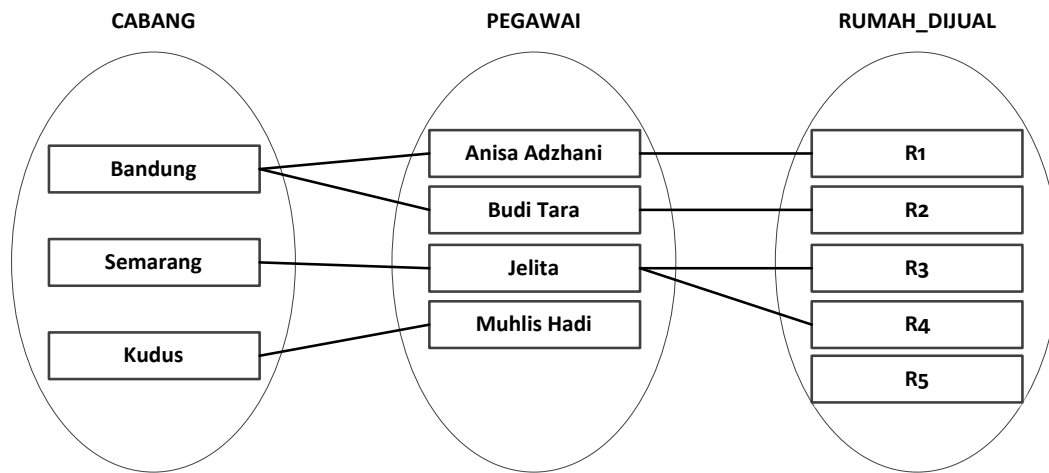 CABANG
PEGAWAI
RUMAH_DIJUAL
Bandung
Semarang
Kudus
Anisa Adzhani
Budi Tara
Jelita
Muhlis Hadi
R1
R2
R3
R4
R5